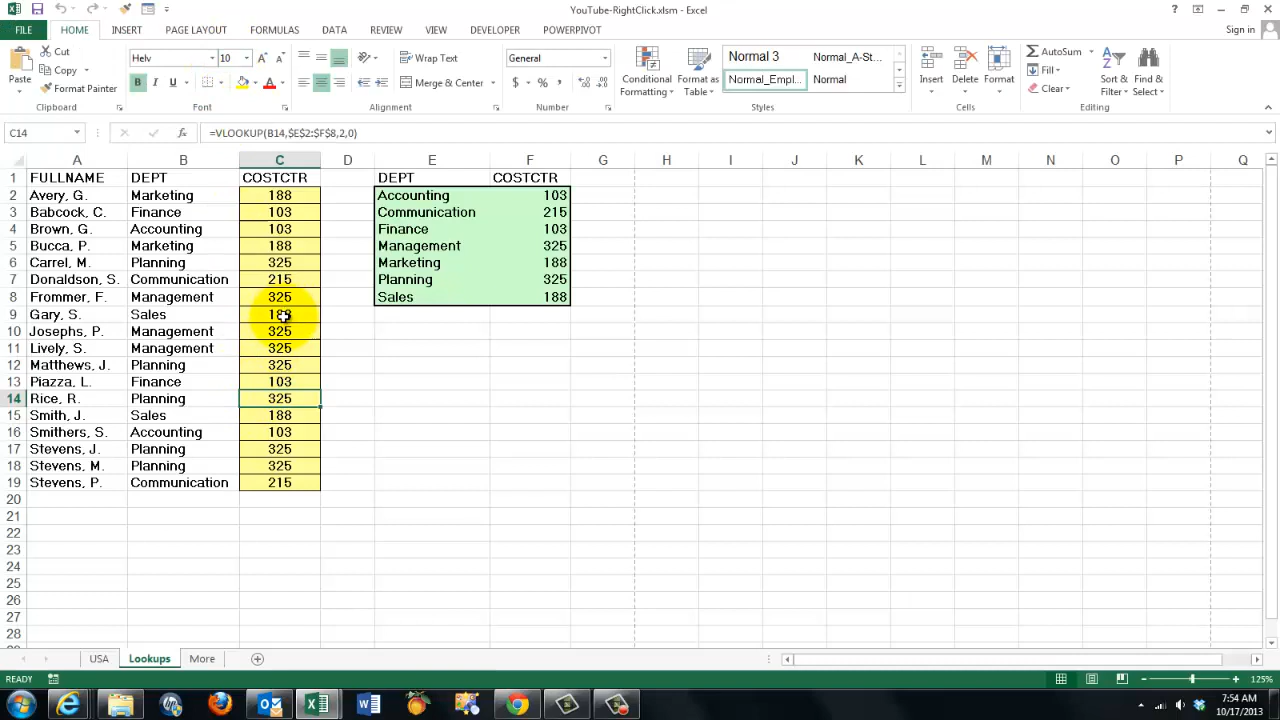 YouTube-RightClick.xlsm - Excel
FILE HOME INSERT PAGE LAYOUT FORMULAS DATA REVIEW VIEW DEVELOPER POWERPIVOT Sign in
Paste
Cut
Copy
Format Painter
Clipboard
Helv 10
B I U
Font
Wrap Text
Merge & Center
Alignment
General
$ % ,
Number
Conditional Formatting
Format as Table
Normal 3 Normal_A-St...
Normal_Empl... Normal
Styles
Insert Delete Format
Cells
AutoSum
Fill
Clear
Sort & Filter
Find & Select
Editing
C14 fx =VLOOKUP(B14,$E$2:$F$8,2,0)
A B C D E F G H I J K L M N O P Q
1 FULLNAME DEPT COSTCTR DEPT COSTCTR
2 Avery, G. Marketing 188 Accounting 103
3 Babcock, C. Finance 103 Communication 215
4 Brown, G. Accounting 103 Finance 103
5 Bucca, P. Marketing 188 Management 325
6 Carrel, M. Planning 325 Marketing 188
7 Donaldson, S. Communication 215 Planning 325
8 Frommer, F. Management 325 Sales 188
9 Gary, S. Sales 188
10 Josephs, P. Management 325
11 Lively, S. Management 325
12 Matthews, J. Planning 325
13 Piazza, L. Finance 103
14 Rice, R. Planning 325
15 Smith, J. Sales 188
16 Smithers, S. Accounting 103
17 Stevens, J. Planning 325
18 Stevens, M. Planning 325
19 Stevens, P. Communication 215
20
21
22
23
24
25
26
27
28
USA Lookups More
READY 125%
7:54 AM
10/17/2013